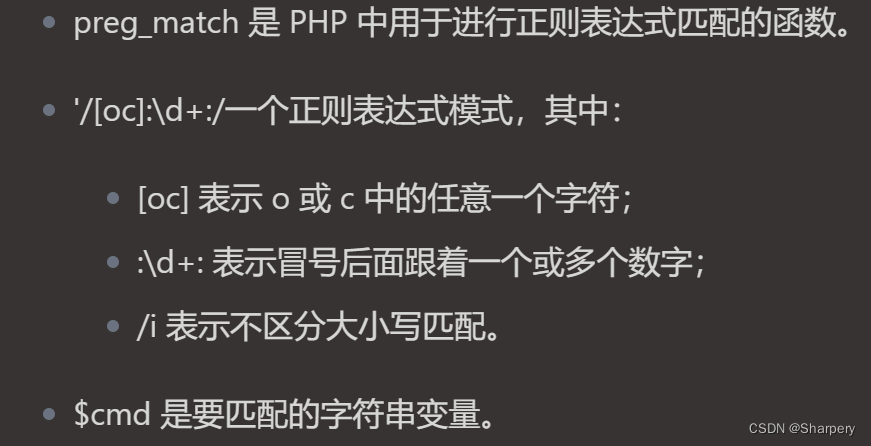 preg_match 是 PHP 中用于进行正则表达式匹配的函数。
'/[oc]:\d+:/一个正则表达式模式，其中：
[oc] 表示 o 或 c 中的任意一个字符；
:\d+: 表示冒号后面跟着一个或多个数字；
/i 表示不区分大小写匹配。
$cmd 是要匹配的字符串变量。
CSDN @Sharpery